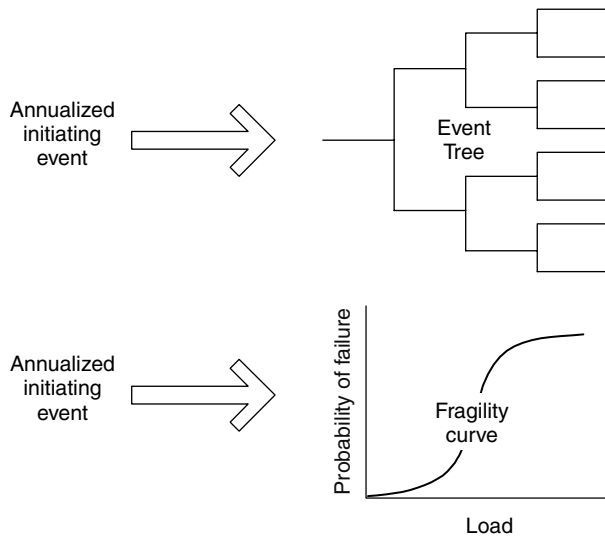 Annualized
initiating
event
Event
Tree
Annualized
initiating
event
Probability of failure
Fragility
curve
Load